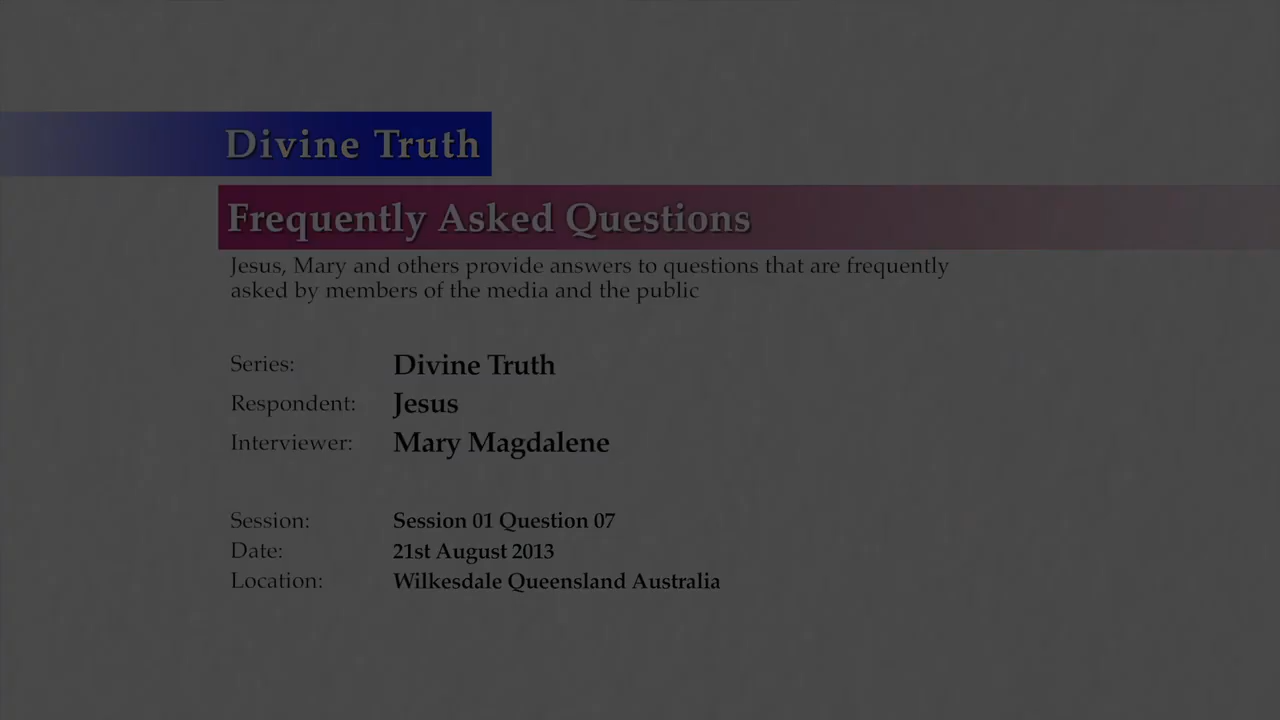 Divine Truth
Frequently Asked Questions
Jesus, Mary and others provide answers to questions that are frequently
asked by members of the media and the public
Series: Divine Truth
Respondent: Jesus
Interviewer: Mary Magdalene
Session: Session 01 Question 07
Date: 21st August 2013
Location: Wilkesdale Queensland Australia